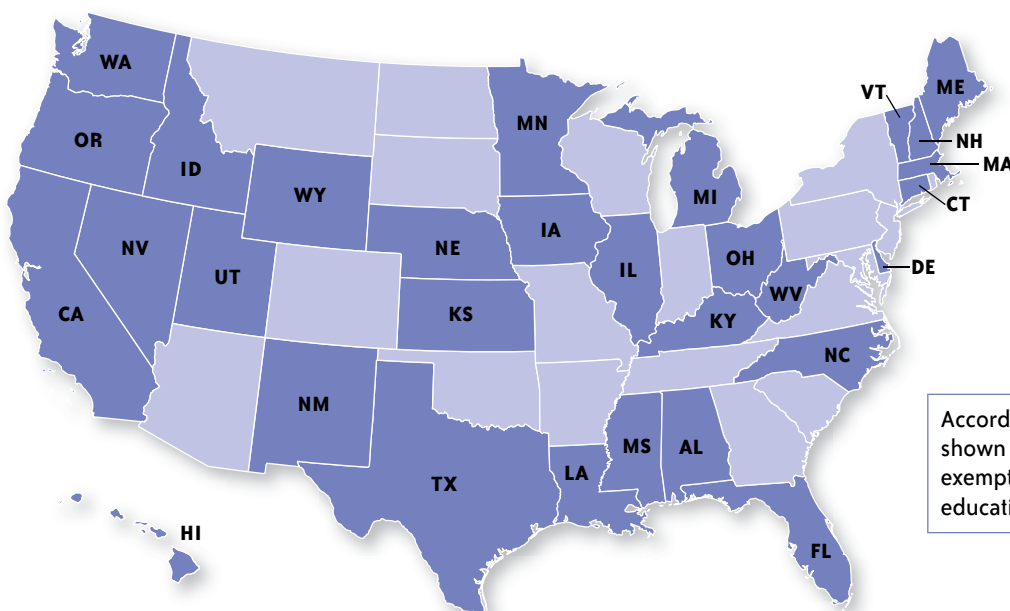 WA
OR
ID
WY
NV
UT
CA
NM
NE
KS
TX
MN
IA
IL
MI
OH
WV
KY
NC
MS
AL
LA
FL
HI
VT
ME
NH
MA
CT
DE
Accord
shown
exempt
educati